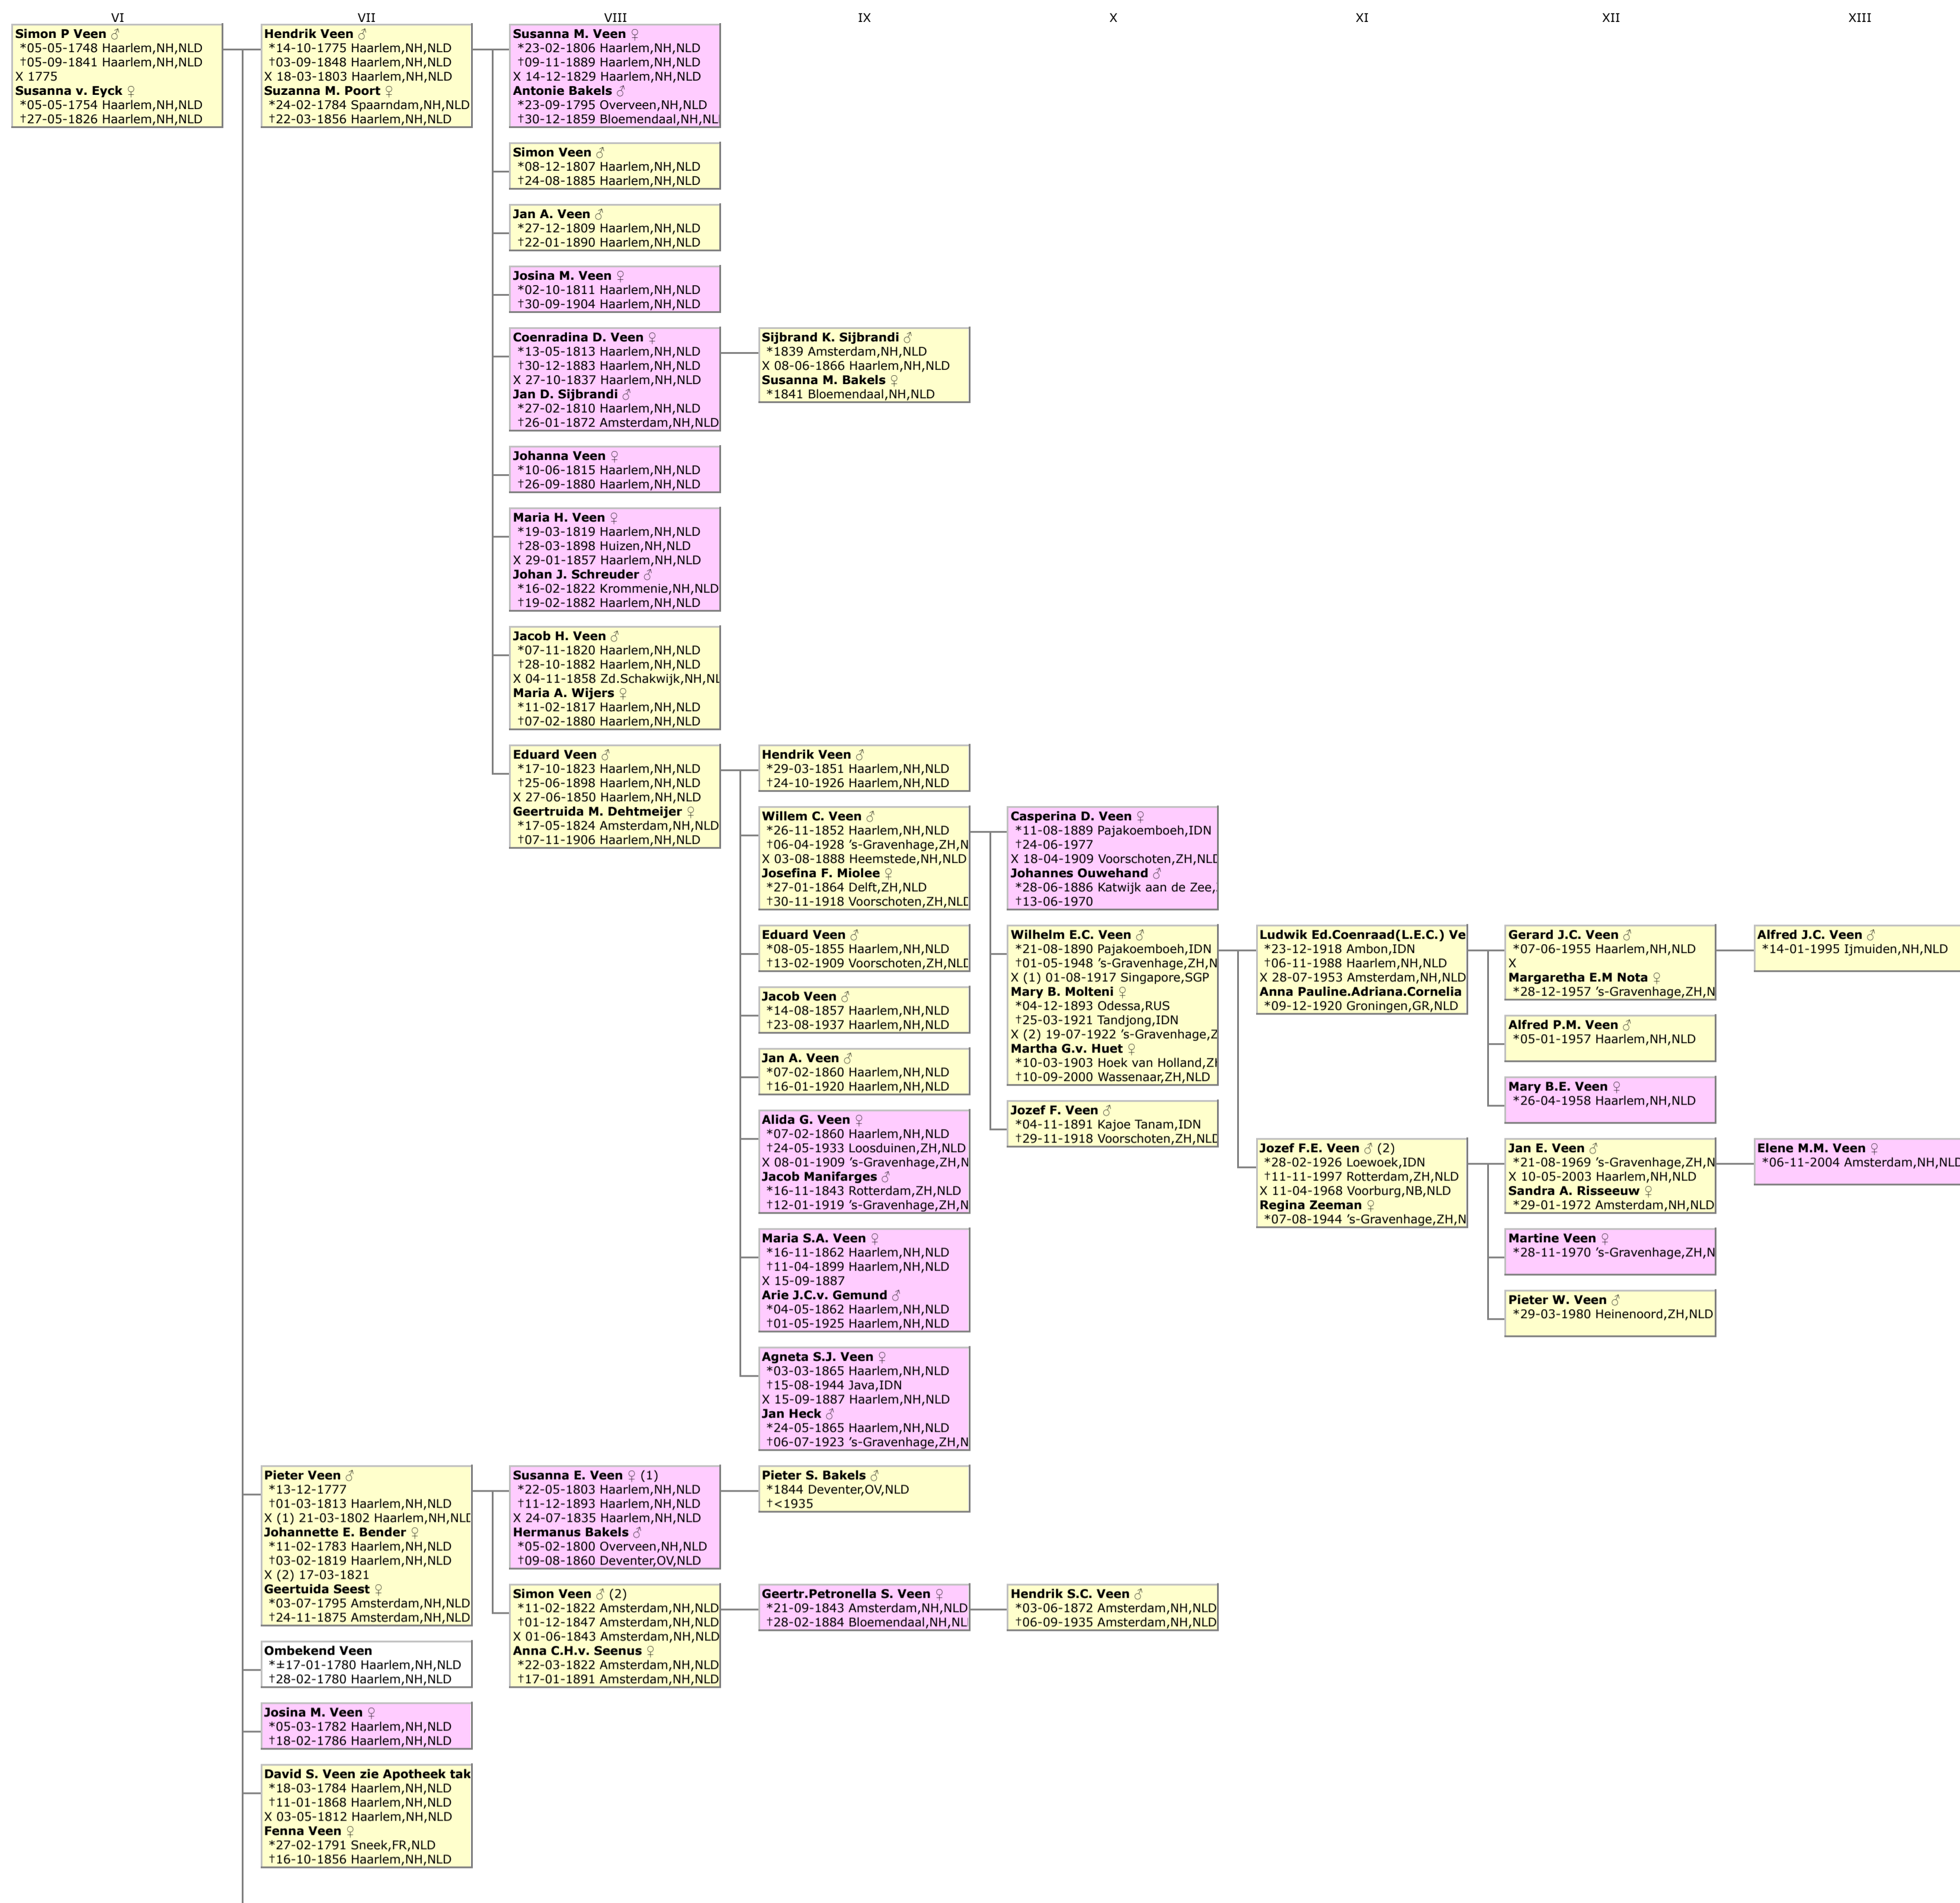 VI
VII
VIII
IX
X
XI
XII
XIII
Simon P Veen ♂
*05-05-1748 Haarlem,NH,NLD
†05-09-1841 Haarlem,NH,NLD
X 1775
Susanna v. Eyck ♀
*05-05-1754 Haarlem,NH,NLD
†27-05-1826 Haarlem,NH,NLD
Hendrik Veen ♂
*14-10-1775 Haarlem,NH,NLD
†03-09-1848 Haarlem,NH,NLD
X 18-03-1803 Haarlem,NH,NLD
Suzanna M. Poort ♀
*24-02-1784 Spaarndam,NH,NLD
†22-03-1856 Haarlem,NH,NLD
Susanna M. Veen ♀
*23-02-1806 Haarlem,NH,NLD
†09-11-1889 Haarlem,NH,NLD
X 14-12-1829 Haarlem,NH,NLD
Antonie Bakels ♂
*23-09-1795 Overveen,NH,NLD
†30-12-1859 Bloemendaal,NH,NL
Simon Veen ♂
*08-12-1807 Haarlem,NH,NLD
†24-08-1885 Haarlem,NH,NLD
Jan A. Veen ♂
*27-12-1809 Haarlem,NH,NLD
†22-01-1890 Haarlem,NH,NLD
Josina M. Veen ♀
*02-10-1811 Haarlem,NH,NLD
†30-09-1904 Haarlem,NH,NLD
Coenradina D. Veen ♀
*13-05-1813 Haarlem,NH,NLD
†30-12-1883 Haarlem,NH,NLD
X 27-10-1837 Haarlem,NH,NLD
Jan D. Sijbrandi ♂
*27-02-1810 Haarlem,NH,NLD
†26-01-1872 Amsterdam,NH,NLD
Sijbrand K. Sijbrandi ♂
*1839 Amsterdam,NH,NLD
X 08-06-1866 Haarlem,NH,NLD
Susanna M. Bakels ♀
*1841 Bloemendaal,NH,NLD
Johanna Veen ♀
*10-06-1815 Haarlem,NH,NLD
†26-09-1880 Haarlem,NH,NLD
Maria H. Veen ♀
*19-03-1819 Haarlem,NH,NLD
†28-03-1898 Huizen,NH,NLD
X 29-01-1857 Haarlem,NH,NLD
Johan J. Schreuder ♂
*16-02-1822 Krommenie,NH,NLD
†19-02-1882 Haarlem,NH,NLD
Jacob H. Veen ♂
*07-11-1820 Haarlem,NH,NLD
†28-10-1882 Haarlem,NH,NLD
X 04-11-1858 Zd.Schakwijk,NH,NL
Maria A. Wijers ♀
*11-02-1817 Haarlem,NH,NLD
†07-02-1880 Haarlem,NH,NLD
Eduard Veen ♂
*17-10-1823 Haarlem,NH,NLD
†25-06-1898 Haarlem,NH,NLD
X 27-06-1850 Haarlem,NH,NLD
Geertruida M. Dehtmeijer ♀
*17-05-1824 Amsterdam,NH,NLD
†07-11-1906 Haarlem,NH,NLD
Hendrik Veen ♂
*29-03-1851 Haarlem,NH,NLD
†24-10-1926 Haarlem,NH,NLD
Willem C. Veen ♂
*26-11-1852 Haarlem,NH,NLD
†06-04-1928 's-Gravenhage,ZH,N
X 03-08-1888 Heemstede,NH,NLD
Josefina F. Miolee ♀
*27-01-1864 Delft,ZH,NLD
†30-11-1918 Voorschoten,ZH,NLD
Casperina D. Veen ♀
*11-08-1889 Pajakoemboeh,IDN
†24-06-1977
X 18-04-1909 Voorschoten,ZH,NLD
Johannes Ouwehand ♂
*28-06-1886 Katwijk aan de Zee,
†13-06-1970
Eduard Veen ♂
*08-05-1855 Haarlem,NH,NLD
†13-02-1909 Voorschoten,ZH,NLD
Jacob Veen ♂
*14-08-1857 Haarlem,NH,NLD
†23-08-1937 Haarlem,NH,NLD
Jan A. Veen ♂
*07-02-1860 Haarlem,NH,NLD
†16-01-1920 Haarlem,NH,NLD
Alida G. Veen ♀
*07-02-1860 Haarlem,NH,NLD
†24-05-1933 Loosduinen,ZH,NLD
X 08-01-1909 's-Gravenhage,ZH,N
Jacob Manifarges ♂
*16-11-1843 Rotterdam,ZH,NLD
†12-01-1919 's-Gravenhage,ZH,N
Maria S.A. Veen ♀
*16-11-1862 Haarlem,NH,NLD
†11-04-1899 Haarlem,NH,NLD
X 15-09-1887
Arie J.C.v. Gemund ♂
*04-05-1862 Haarlem,NH,NLD
†01-05-1925 Haarlem,NH,NLD
Agneta S.J. Veen ♀
*03-03-1865 Haarlem,NH,NLD
†15-08-1944 Java,IDN
X 15-09-1887 Haarlem,NH,NLD
Jan Heck ♂
*24-05-1865 Haarlem,NH,NLD
†06-07-1923 's-Gravenhage,ZH,N
Wilhelm E.C. Veen ♂
*21-08-1890 Pajakoemboeh,IDN
†01-05-1948 's-Gravenhage,ZH,N
X (1) 01-08-1917 Singapore,SGP
Mary B. Molteni ♀
*04-12-1893 Odessa,RUS
†25-03-1921 Tandjong,IDN
X (2) 19-07-1922 's-Gravenhage,Z
Martha G.v. Huet ♀
*10-03-1903 Hoek van Holland,ZH
†10-09-2000 Wassenaar,ZH,NLD
Jozef F. Veen ♂
*04-11-1891 Kajoe Tanam,IDN
†29-11-1918 Voorschoten,ZH,NLD
Ludwik Ed.Coenraad(L.E.C.) Ve
*23-12-1918 Ambon,IDN
†06-11-1988 Haarlem,NH,NLD
X 28-07-1953 Amsterdam,NH,NLD
Anna Pauline.Adriana.Cornelia
*09-12-1920 Groningen,GR,NLD
Gerard J.C. Veen ♂
*07-06-1955 Haarlem,NH,NLD
X
Margaretha E.M Nota ♀
*28-12-1957 's-Gravenhage,ZH,N
Alfred J.C. Veen ♂
*14-01-1995 Ijmuiden,NH,NLD
Alfred P.M. Veen ♂
*05-01-1957 Haarlem,NH,NLD
Mary B.E. Veen ♀
*26-04-1958 Haarlem,NH,NLD
Jozef F.E. Veen ♂ (2)
*28-02-1926 Loewoek,IDN
†11-11-1997 Rotterdam,ZH,NLD
X 11-04-1968 Voorburg,NB,NLD
Regina Zeeman ♀
*07-08-1944 's-Gravenhage,ZH,N
Jan E. Veen ♂
*21-08-1969 's-Gravenhage,ZH,N
X 10-05-2003 Haarlem,NH,NLD
Sandra A. Risseeuw ♀
*29-01-1972 Amsterdam,NH,NLD
Elene M.M. Veen ♀
*06-11-2004 Amsterdam,NH,NLD
Martine Veen ♀
*28-11-1970 's-Gravenhage,ZH,N
Pieter W. Veen ♂
*29-03-1980 Heinenoord,ZH,NLD
Pieter Veen ♂
*13-12-1777
†01-03-1813 Haarlem,NH,NLD
X (1) 21-03-1802 Haarlem,NH,NLD
Johannette E. Bender ♀
*11-02-1783 Haarlem,NH,NLD
†03-02-1819 Haarlem,NH,NLD
X (2) 17-03-1821
Geertuida Seest ♀
*03-07-1795 Amsterdam,NH,NLD
†24-11-1875 Amsterdam,NH,NLD
Susanna E. Veen ♀ (1)
*22-05-1803 Haarlem,NH,NLD
†11-12-1893 Haarlem,NH,NLD
X 24-07-1835 Haarlem,NH,NLD
Hermanus Bakels ♂
*05-02-1800 Overveen,NH,NLD
†09-08-1860 Deventer,OV,NLD
Pieter S. Bakels ♂
*1844 Deventer,OV,NLD
†<1935
Simon Veen ♂ (2)
*11-02-1822 Amsterdam,NH,NLD
†01-12-1847 Amsterdam,NH,NLD
X 01-06-1843 Amsterdam,NH,NLD
Anna C.H.v. Seenus ♀
*22-03-1822 Amsterdam,NH,NLD
†17-01-1891 Amsterdam,NH,NLD
Geertr.Petronella S. Veen ♀
*21-09-1843 Amsterdam,NH,NLD
†28-02-1884 Bloemendaal,NH,NL
Hendrik S.C. Veen ♂
*03-06-1872 Amsterdam,NH,NLD
†06-09-1935 Amsterdam,NH,NLD
Ombekend Veen
*±17-01-1780 Haarlem,NH,NLD
†28-02-1780 Haarlem,NH,NLD
Josina M. Veen ♀
*05-03-1782 Haarlem,NH,NLD
†18-02-1786 Haarlem,NH,NLD
David S. Veen zie Apotheek tak
*18-03-1784 Haarlem,NH,NLD
†11-01-1868 Haarlem,NH,NLD
X 03-05-1812 Haarlem,NH,NLD
Fenna Veen ♀
*27-02-1791 Sneek,FR,NLD
†16-10-1856 Haarlem,NH,NLD